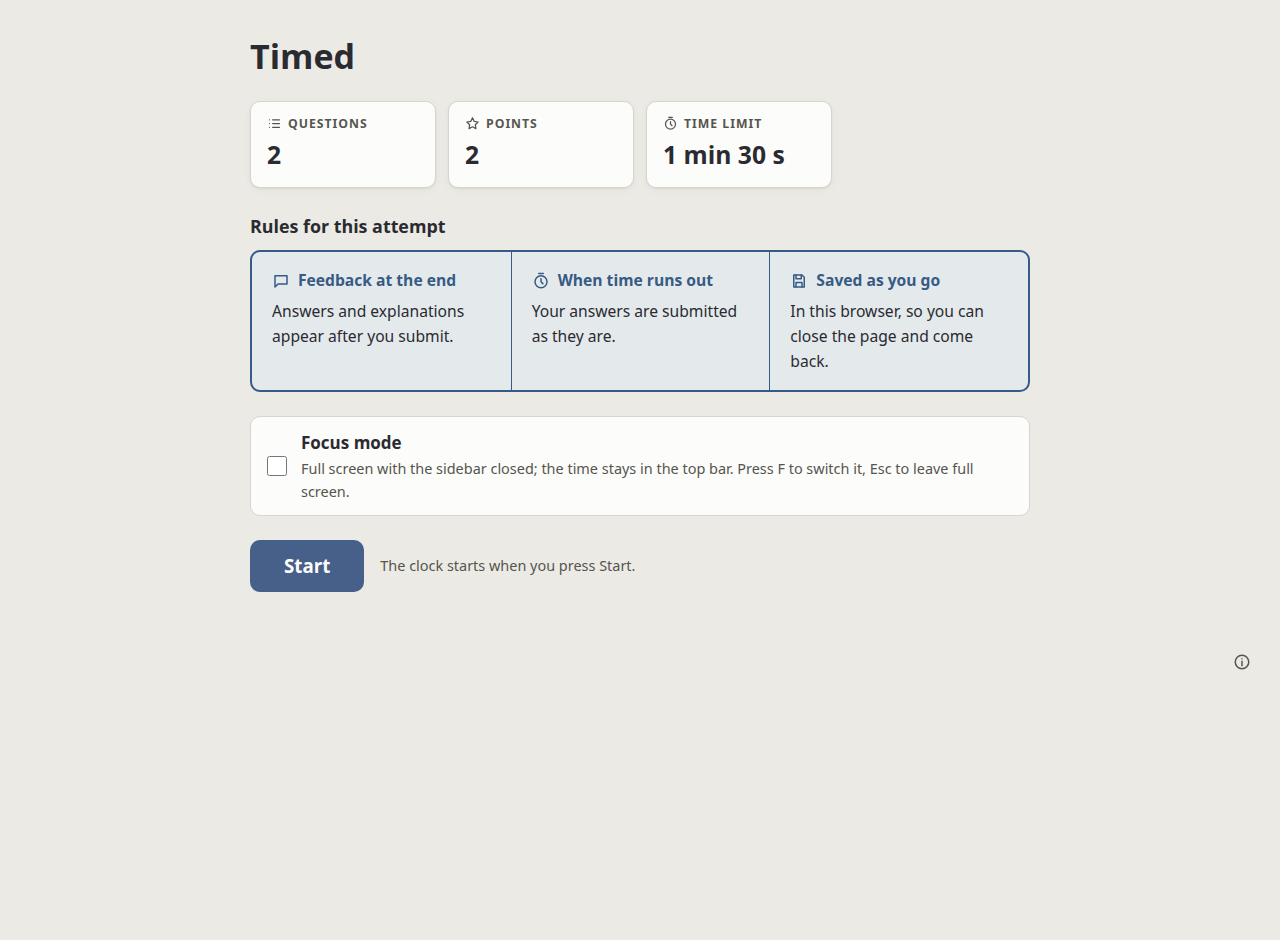 Timed
QUESTIONS
2
POINTS
2
TIME LIMIT
1 min 30 s
Rules for this attempt
Feedback at the end
Answers and explanations
appear after you submit.
When time runs out
Your answers are submitted
as they are.
Saved as you go
In this browser, so you can
close the page and come
back.
Focus mode
Full screen with the sidebar closed; the time stays in the top bar. Press F to switch it, Esc to leave full
screen.
Start
The clock starts when you press Start.